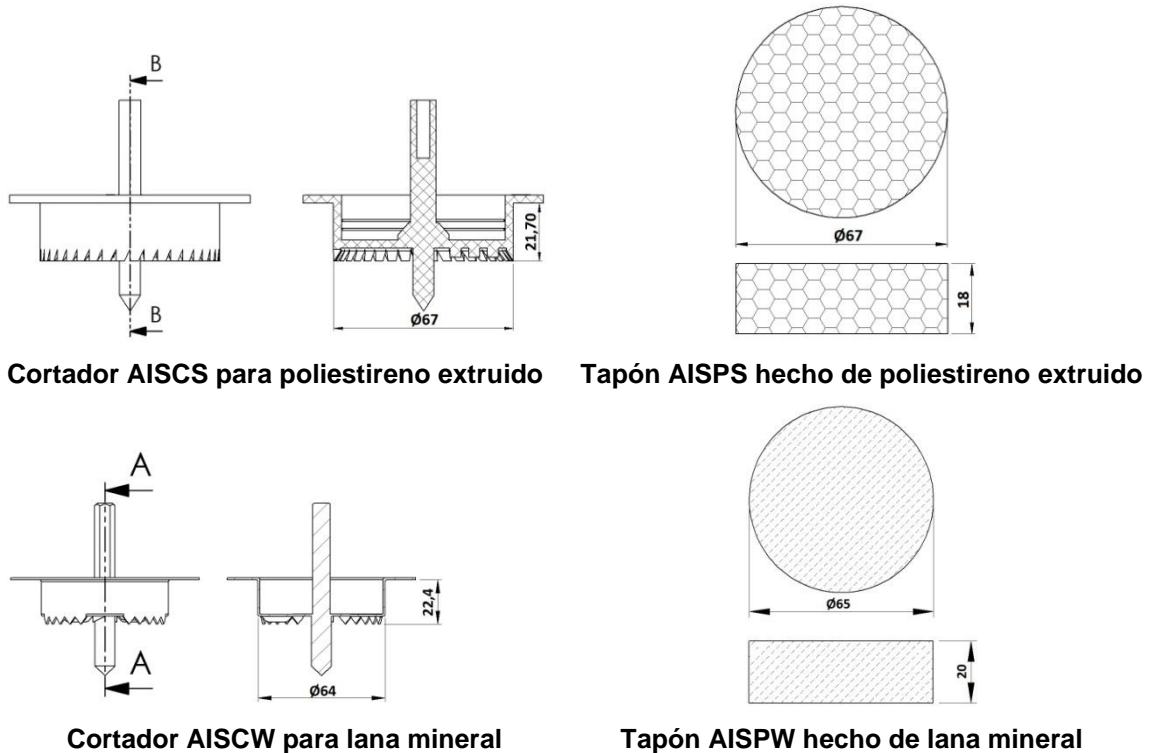 B
B
21,70
Ø67
Ø67
18
Cortador AISCS para poliestireno extruido
Tapón AISPS hecho de poliestireno extruido
A
A
22,4
Ø64
Ø65
20
Cortador AISCW para lana mineral
Tapón AISPW hecho de lana mineral